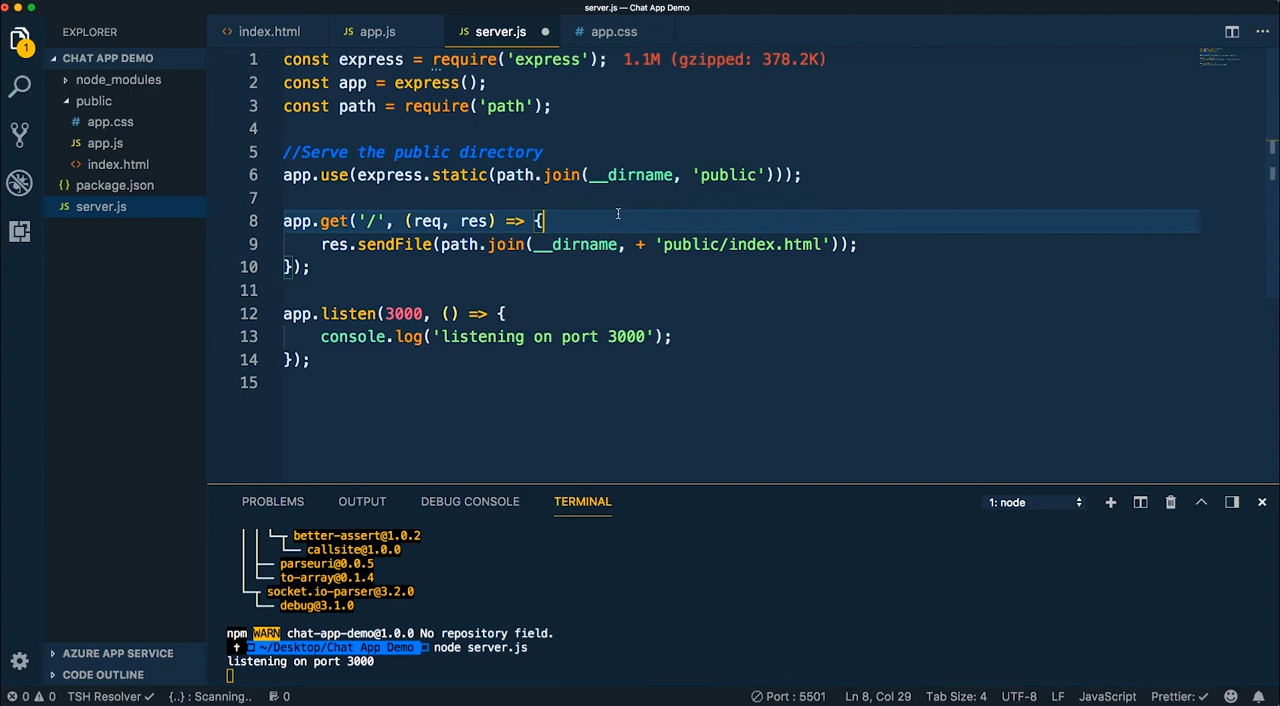 server.js — Chat App Demo
EXPLORER
CHAT APP DEMO
node_modules
public
# app.css
JS app.js
<> index.html
{} package.json
JS server.js
AZURE APP SERVICE
CODE OUTLINE
1
<> index.html
JS app.js
JS server.js
# app.css
1 const express = require('express'); 1.1M (gzipped: 378.2K)
2 const app = express();
3 const path = require('path');
4
5 //Serve the public directory
6 app.use(express.static(path.join(__dirname, 'public')));
7
8 app.get('/', (req, res) => {
9 res.sendFile(path.join(__dirname, + 'public/index.html'));
10 });
11
12 app.listen(3000, () => {
13 console.log('listening on port 3000');
14 });
15
PROBLEMS OUTPUT DEBUG CONSOLE TERMINAL 1: node
better-assert@1.0.2
callsite@1.0.0
parseuri@0.0.5
to-array@0.1.4
socket.io-parser@3.2.0
debug@3.1.0
npm WARN chat-app-demo@1.0.0 No repository field.
~/Desktop/Chat App Demo node server.js
listening on port 3000
0 0 TSH Resolver {..} : Scanning.. 0 Port : 5501 Ln 8, Col 29 Tab Size: 4 UTF-8 LF JavaScript Prettier: